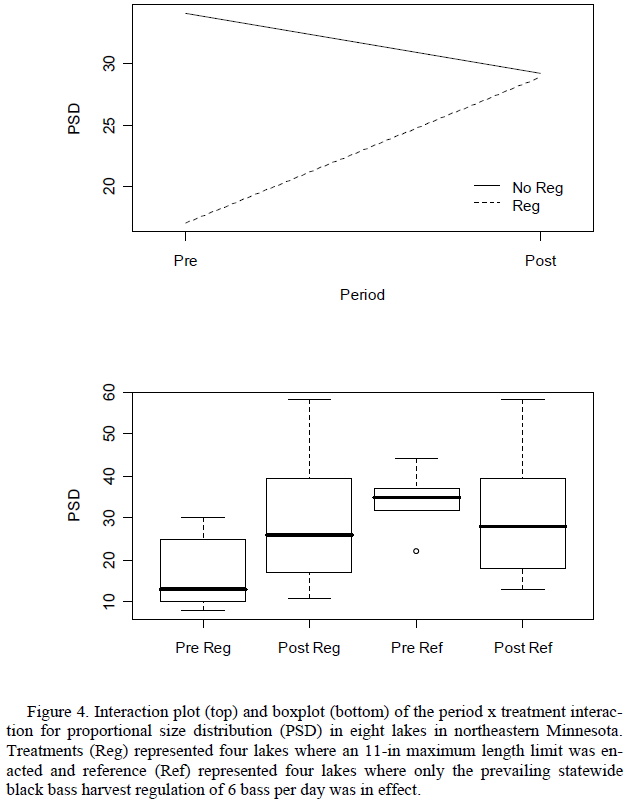 PSD
30
25
20
No Reg
Reg
Pre
Post
Period
PSD
60
50
40
30
20
10
Pre Reg
Post Reg
Pre Ref
Post Ref
Figure 4. Interaction plot (top) and boxplot (bottom) of the period x treatment interac-
tion for proportional size distribution (PSD) in eight lakes in northeastern Minnesota.
Treatments (Reg) represented four lakes where an 11-in maximum length limit was en-
acted and reference (Ref) represented four lakes where only the prevailing statewide
black bass harvest regulation of 6 bass per day was in effect.